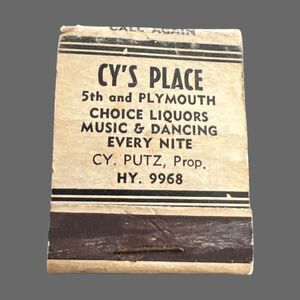 CALL AGAIN
CY'S PLACE
5th and PLYMOUTH
CHOICE LIQUORS
MUSIC & DANCING
EVERY NITE
CY. PUTZ, Prop.
HY. 9968